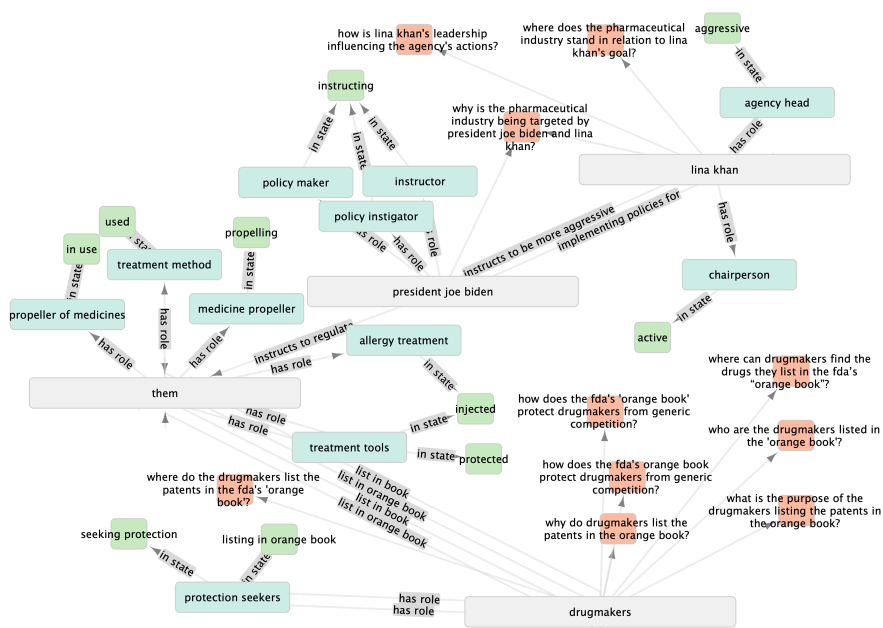 aggressive
how is lina khan's leadership
influencing the agency's actions?
where does the pharmaceutical
industry stand in relation to lina
khan's goal?
in state
instructing
agency head
why is the pharmaceutical
industry being targeted by
president joe biden and lina
khan?
in state
in state
in state
has role
lina khan
policy maker
instructor
policy instigator
used
propelling
instructs to be more aggressive
implementing policies for
has role
has role
has role
role
in use
state
treatment method
in state
in state
chairperson
president joe biden
propeller of medicines
medicine propeller
in state
active
has role
has role
has role
instructs to regulate
has role
allergy treatment
in state
where can drugmakers find the
drugs they list in the fda's
“orange book”?
them
how does the fda's 'orange book'
protect drugmakers from generic
competition?
injected
has role
has role
in state
treatment tools
in state
protected
who are the drugmakers listed in
the 'orange book'?
how does the fda's orange book
protect drugmakers from generic
competition?
where do the drugmakers list the
patents in the fda's 'orange
book'?
list in book
list in orange book
list in book
list in orange book
what is the purpose of the
drugmakers listing the patents in
the orange book?
why do drugmakers list the
patents in the orange book?
seeking protection
listing in orange book
in state
in state
protection seekers
has role
has role
drugmakers